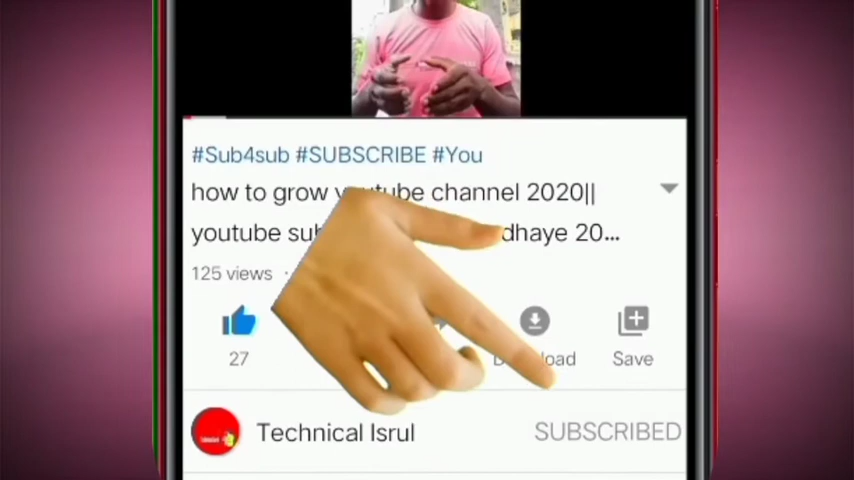 #Sub4sub #SUBSCRIBE #You
how to grow youtube channel 2020||
youtube dhaye 20...
125 views
27
Download
Save
Technical Isrul
SUBSCRIBED